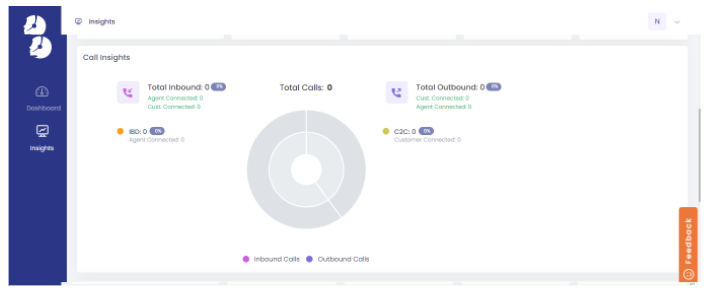 Insights
N
Dashboard
Insights
Call Insights
Total Inbound: 0 0%
Agent Connected: 0
Cust. Connected: 0
IBD: 0 0%
Agent Connected: 0
Total Calls: 0
Total Outbound: 0 0%
Cust. Connected: 0
Agent Connected: 0
C2C: 0 0%
Customer Connected: 0
Inbound Calls
Outbound Calls
Feedback